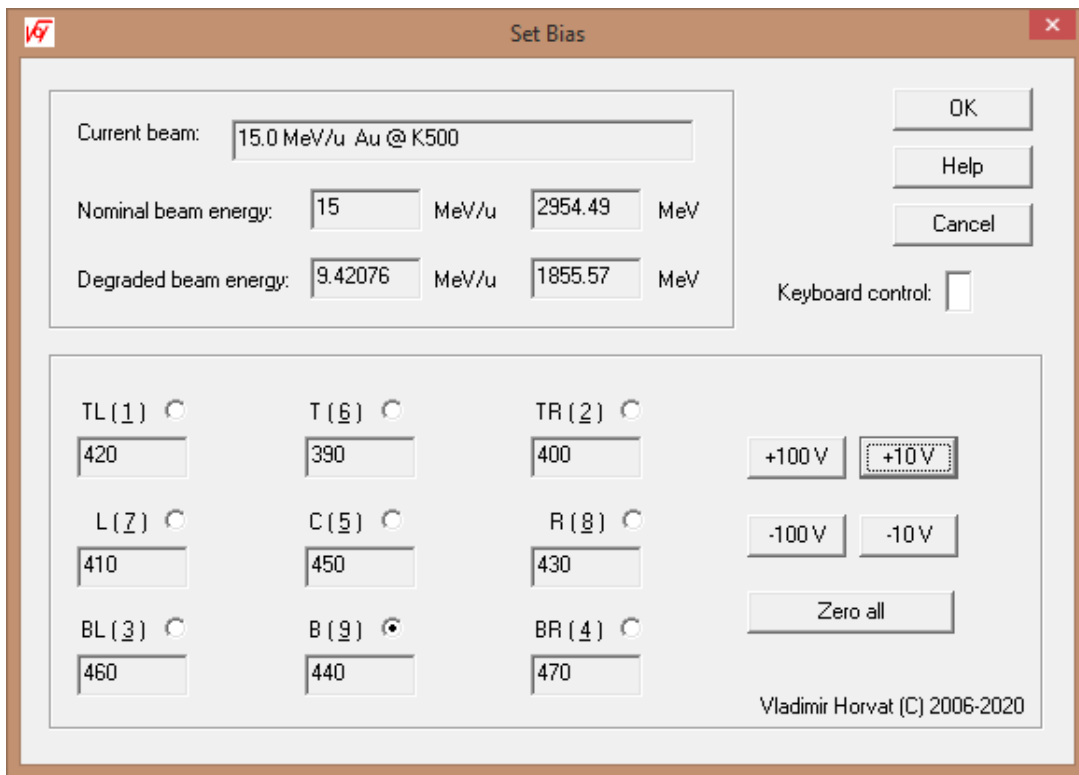 Set Bias
Current beam: 15.0 MeV/u Au @ K500
OK
Help
Nominal beam energy: 15 MeV/u 2954.49 MeV
Cancel
Degraded beam energy: 9.42076 MeV/u 1855.57 MeV
Keyboard control:
TL ( 1 ) T ( 6 ) TR ( 2 )
420 390 400
+100 V +10 V
L ( 7 ) C ( 5 ) R ( 8 )
410 450 430
-100 V -10 V
Zero all
BL ( 3 ) B ( 9 ) BR ( 4 )
460 440 470
Vladimir Horvat (C) 2006-2020